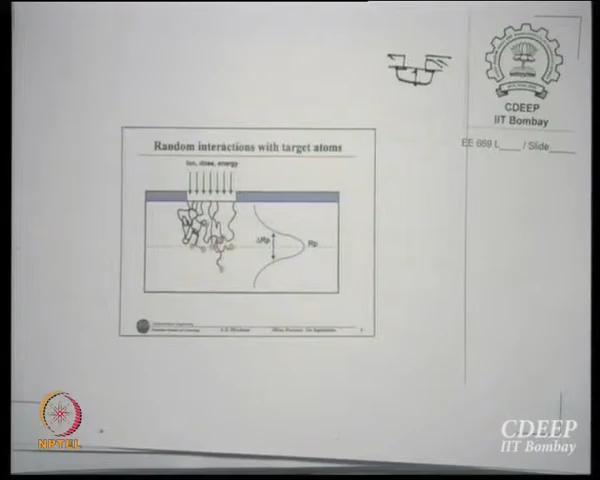 CDEEP
IIT Bombay
EE 669 L____ / Slide____
Random interactions with target atoms
Ion, dose, energy
ΔRp
Rp
NPTEL
CDEEP
IIT Bombay